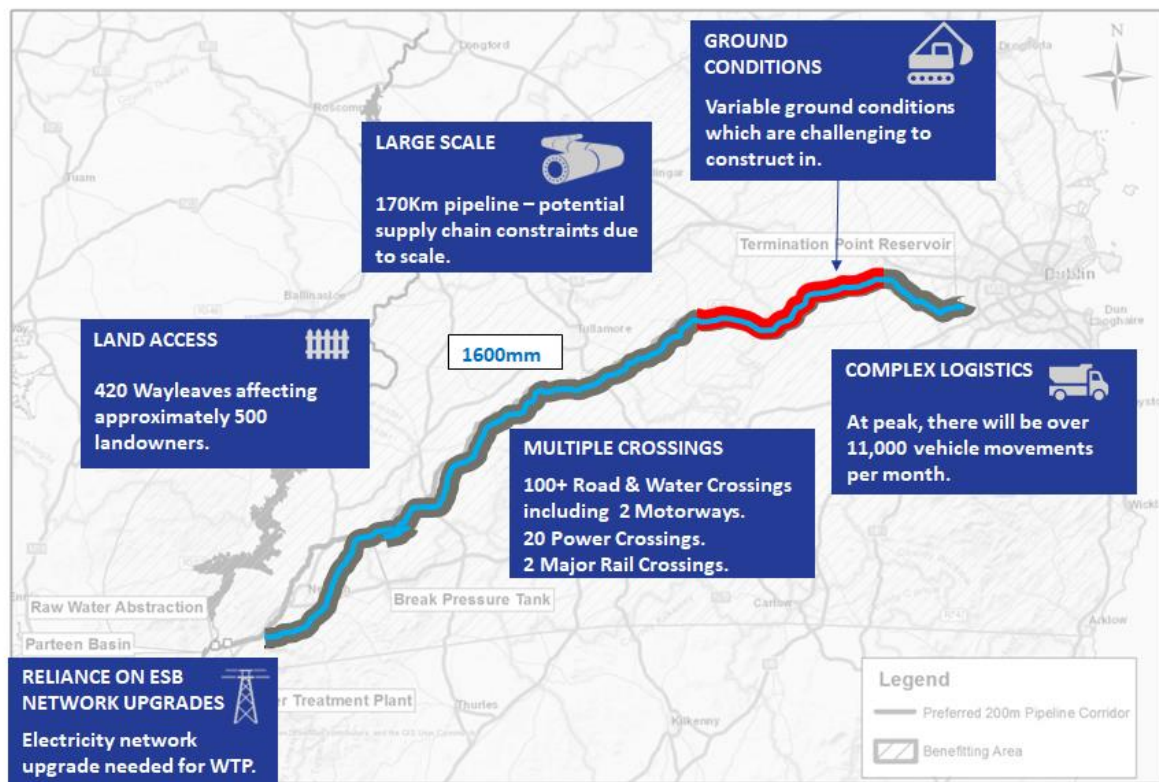 GROUND
CONDITIONS
Variable ground conditions
which are challenging to
construct in.
N
Longford
Roscommon
Tuam
LARGE SCALE
170Km pipeline – potential
supply chain constraints due
to scale.
Termination Point Reservoir
Dublin
Dun
Laoghaire
Ballinasloe
Tullamore
LAND ACCESS
420 Wayleaves affecting
approximately 500
landowners.
1600mm
COMPLEX LOGISTICS
At peak, there will be over
11,000 vehicle movements
per month.
MULTIPLE CROSSINGS
100+ Road & Water Crossings
including 2 Motorways.
20 Power Crossings.
2 Major Rail Crossings.
Raw Water Abstraction
Break Pressure Tank
Parteen Basin
Carlow
Arklow
RELIANCE ON ESB
NETWORK UPGRADES
Electricity network
upgrade needed for WTP.
Treatment Plant
Thurles
Kilkenny
Legend
Preferred 200m Pipeline Corridor
Benefitting Area